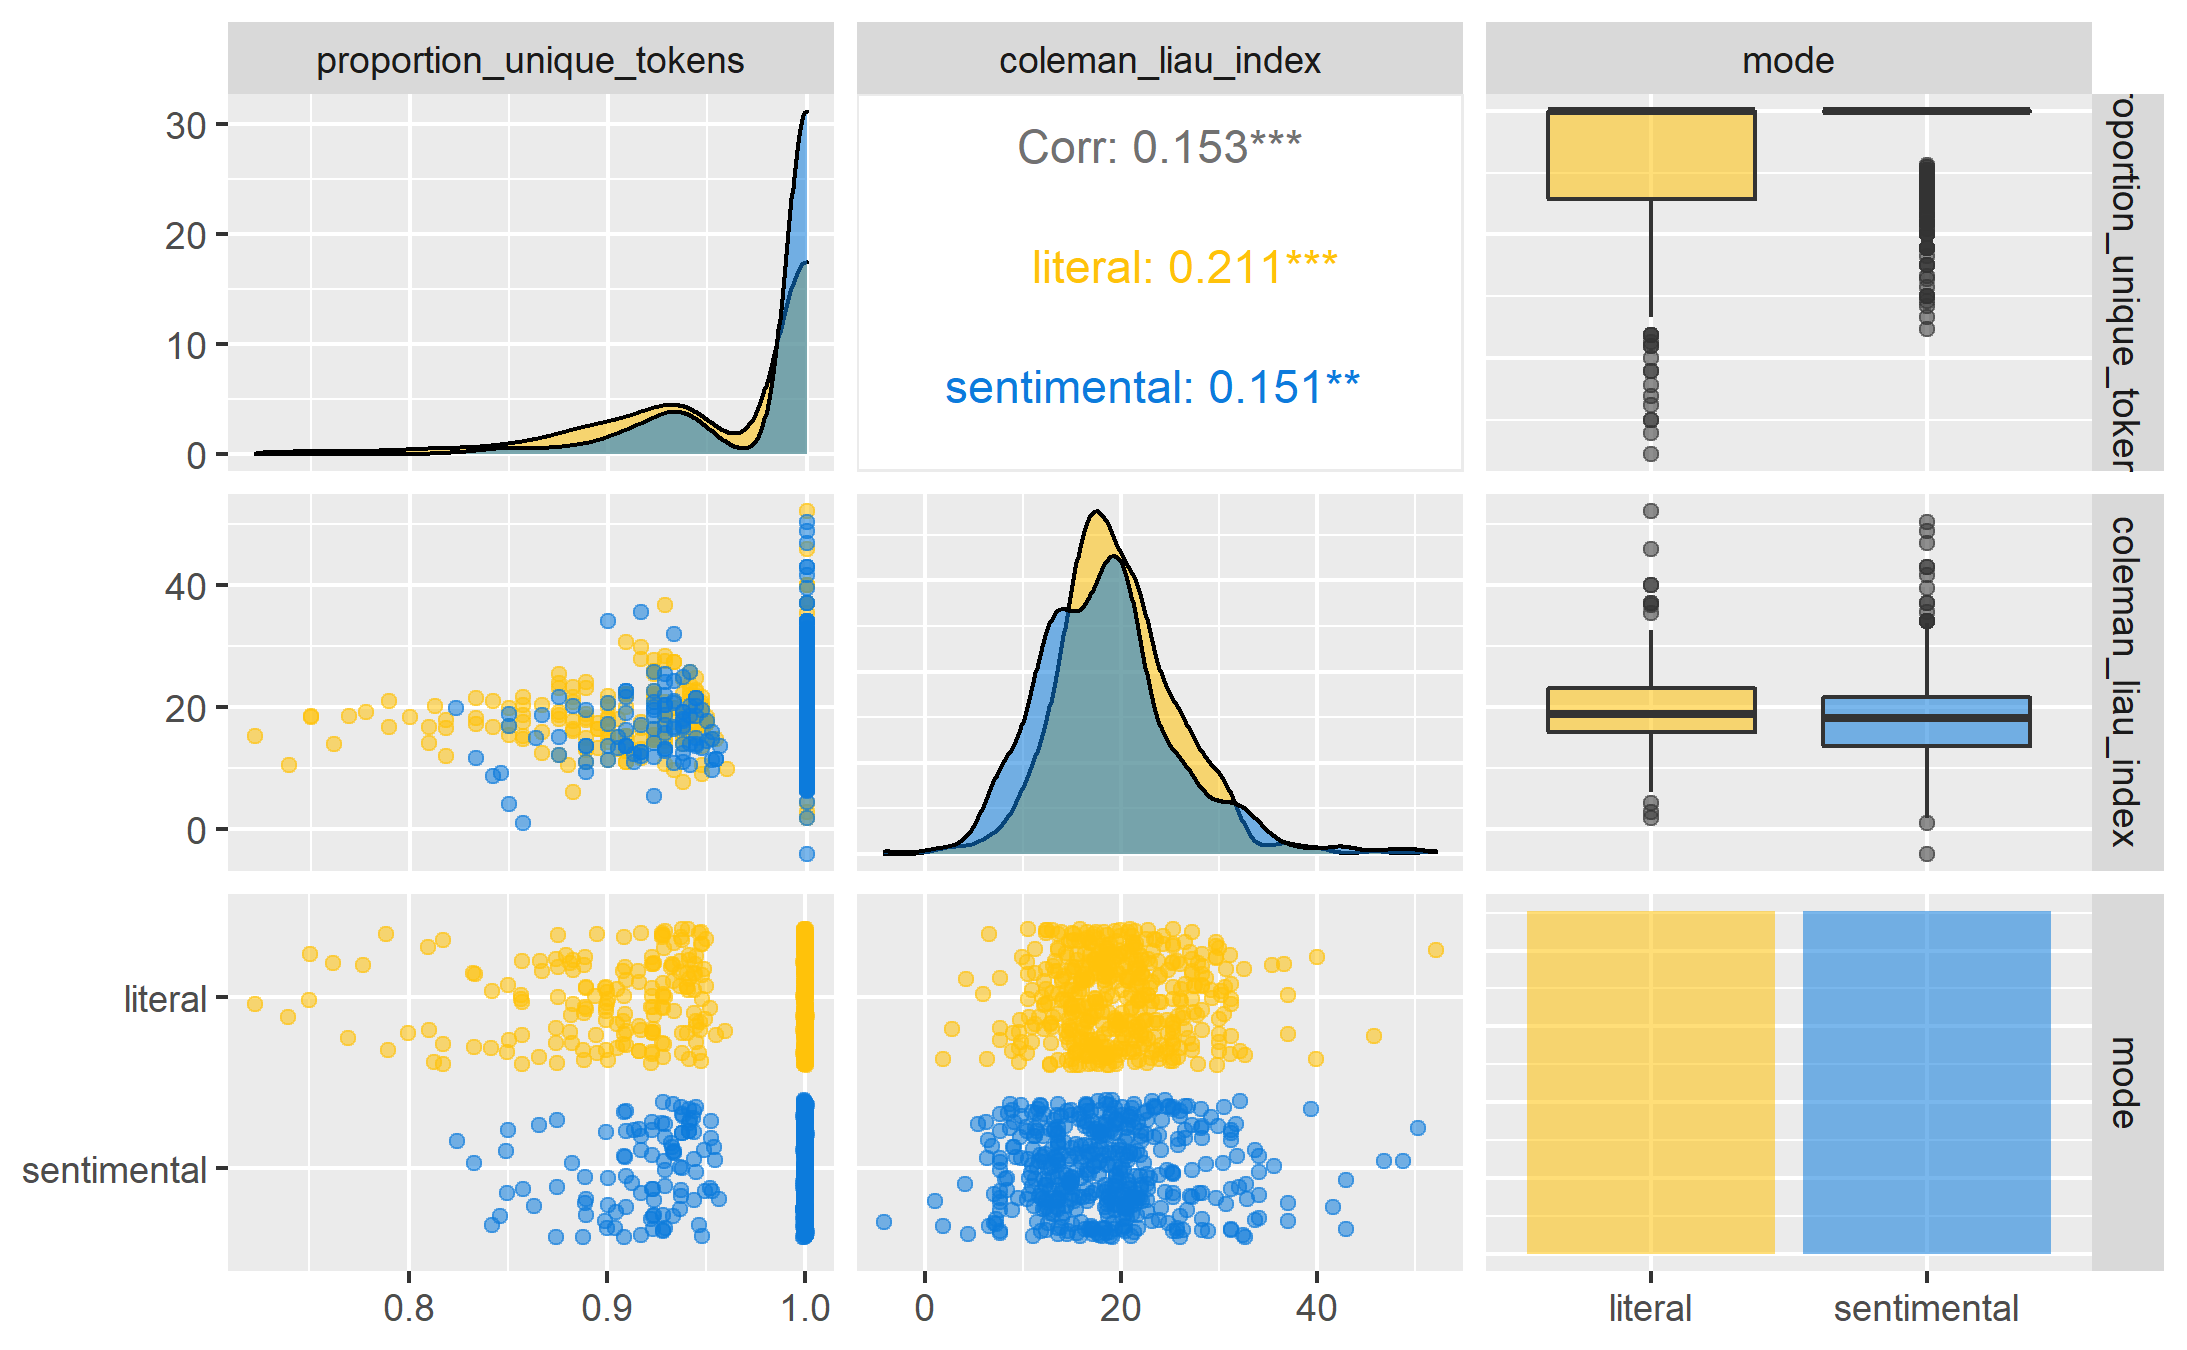 proportion_unique_tokens
coleman_liau_index
mode
30
20
10
0
Corr: 0.153***
literal: 0.211***
sentimental: 0.151**
roportion_unique_token
40
20
0
coleman_liau_index
literal
sentimental
mode
0.8
0.9
1.0
0
20
40
literal
sentimental